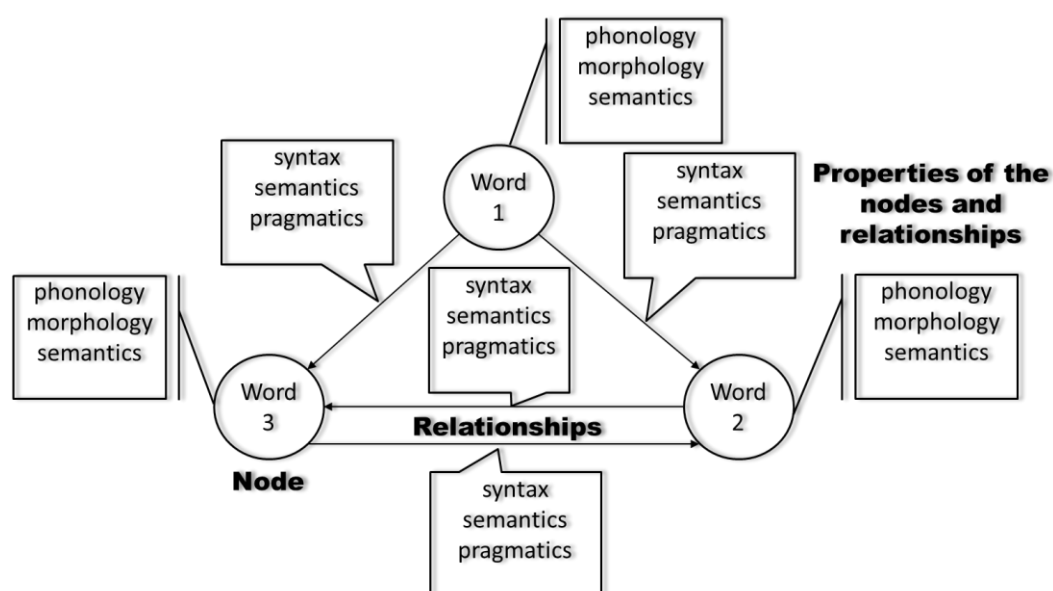 phonology
morphology
semantics
syntax
semantics
pragmatics
Word
1
syntax
semantics
pragmatics
Properties of the
nodes and
relationships
phonology
morphology
semantics
syntax
semantics
pragmatics
phonology
morphology
semantics
Word
3
Word
2
Relationships
Node
syntax
semantics
pragmatics